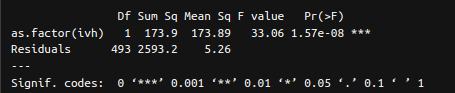 Df Sum Sq Mean Sq F value Pr(>F)
as.factor(ivh) 1 173.9 173.89 33.06 1.57e-08 ***
Residuals 493 2593.2 5.26
---
Signif. codes: 0 ‘***’ 0.001 ‘**’ 0.01 ‘*’ 0.05 ‘.’ 0.1 ‘ ’ 1